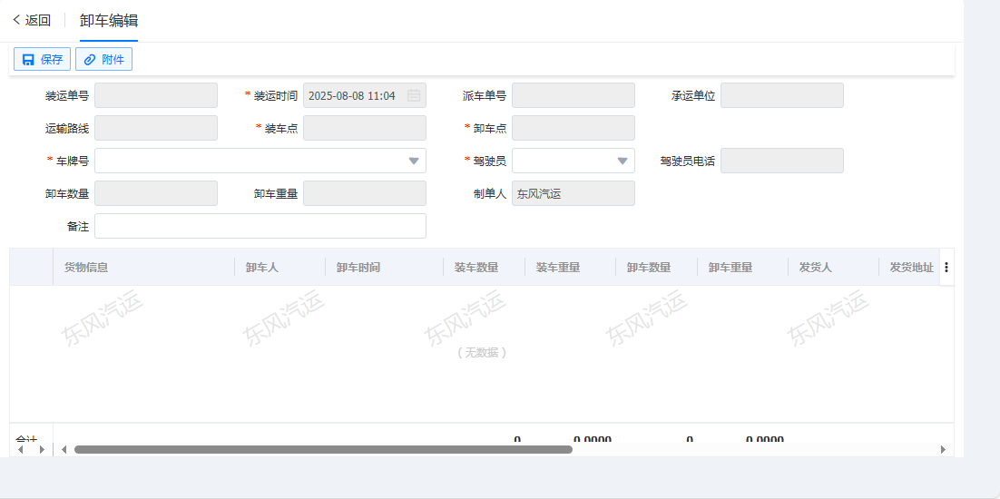 返回 卸车编辑
保存 附件
装运单号 * 装运时间 2025-08-08 11:04 派车单号 承运单位
运输路线 * 装车点 * 卸车点
* 车牌号 * 驾驶员 驾驶员电话
卸车数量 卸车重量 制单人 东风汽运
备注
货物信息 卸车人 卸车时间 装车数量 装车重量 卸车数量 卸车重量 发货人 发货地址
东风汽运 东风汽运 东风汽运 东风汽运 东风汽运
( 无数据 )
合计 0 0.0000 0 0.0000